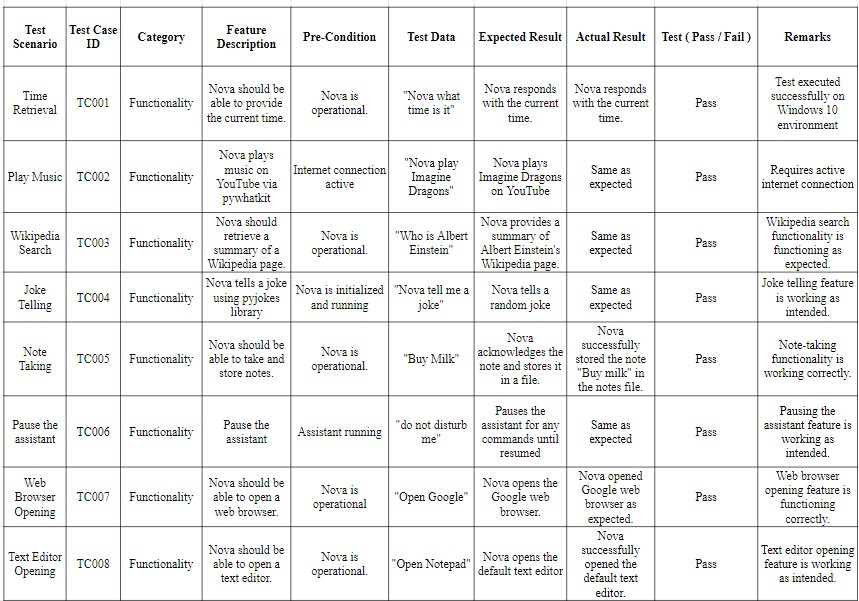 Test Scenario
Test Case ID
Category
Feature Description
Pre-Condition
Test Data
Expected Result
Actual Result
Test ( Pass / Fail )
Remarks
Time
Retrieval
TC001
Functionality
Nova should be
able to provide
the current time.
Nova is
operational.
"Nova what
time is it"
Nova responds
with the current
time.
Nova responds
with the current
time.
Pass
Test executed
successfully on
Windows 10
environment
Play Music
TC002
Functionality
Nova plays
music on
YouTube via
pywhatkit
Internet connection
active
"Nova play
Imagine
Dragons"
Nova plays
Imagine Dragons
on YouTube
Same as
expected
Pass
Requires active
internet connection
Wikipedia
Search
TC003
Functionality
Nova should
retrieve a
summary of a
Wikipedia page.
Nova is
operational.
"Who is Albert
Einstein"
Nova provides a
summary of
Albert Einstein's
Wikipedia page.
Same as
expected
Pass
Wikipedia search
functionality is
functioning as
expected.
Joke
Telling
TC004
Functionality
Nova tells a joke
using pyjokes
library
Nova is initialized
and running
"Nova tell me a
joke"
Nova tells a
random joke
Same as
expected
Pass
Joke telling feature
is working as
intended.
Note
Taking
TC005
Functionality
Nova should be
able to take and
store notes.
Nova is
operational.
"Buy Milk"
Nova
acknowledges the
note and stores it
in a file.
Nova
successfully
stored the note
"Buy milk" in
the notes file.
Pass
Note-taking
functionality is
working correctly.
Pause the
assistant
TC006
Functionality
Pause the
assistant
Assistant running
"do not disturb
me"
Pauses the
assistant for any
commands until
resumed
Same as
expected
Pass
Pausing the
assistant feature is
working as
intended.
Web
Browser
Opening
TC007
Functionality
Nova should be
able to open a
web browser.
Nova is
operational
"Open Google"
Nova opens the
Google web
browser.
Nova opened
Google web
browser as
expected.
Pass
Web browser
opening feature is
functioning
correctly.
Text Editor
Opening
TC008
Functionality
Nova should be
able to open a
text editor.
Nova is
operational.
"Open Notepad"
Nova opens the
default text editor
Nova
successfully
opened the
default text
editor.
Pass
Text editor opening
feature is working
as intended.